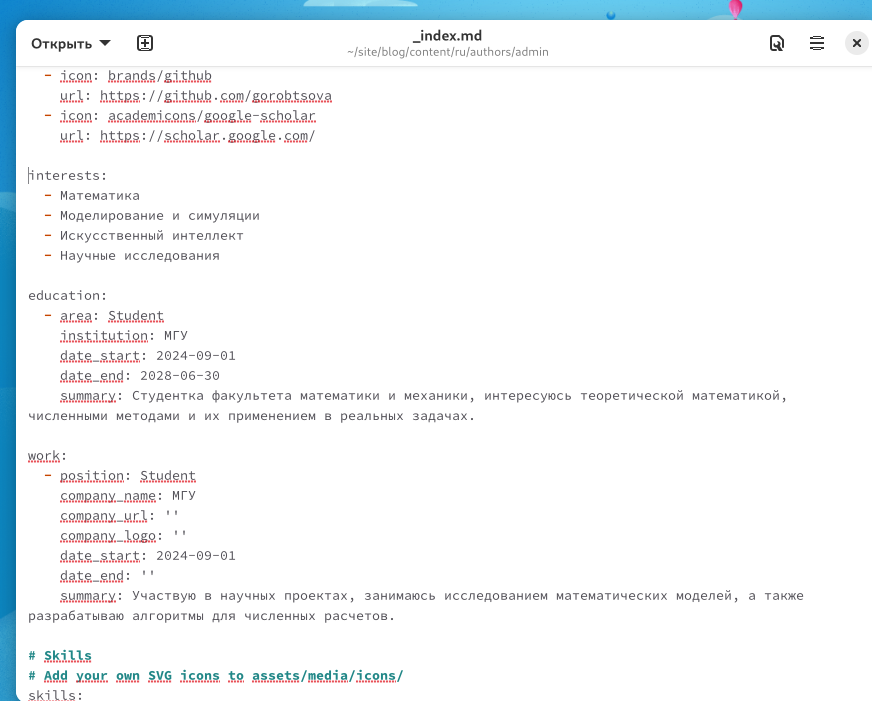 Открыть
_index.md
~/site/blog/content/ru/authors/admin
- icon: brands/github
url: https://github.com/gorobtsova
- icon: academicons/google-scholar
url: https://scholar.google.com/
interests:
- Математика
- Моделирование и симуляции
- Искусственный интеллект
- Научные исследования
education:
- area: Student
institution: МГУ
date_start: 2024-09-01
date_end: 2028-06-30
summary: Студентка факультета математики и механики, интересуюсь теоретической математикой,
численными методами и их применением в реальных задачах.
work:
- position: Student
company_name: МГУ
company_url: ''
company_logo: ''
date_start: 2024-09-01
date_end: ''
summary: Участвую в научных проектах, занимаюсь исследованием математических моделей, а также
разрабатываю алгоритмы для численных расчетов.
# Skills
# Add your own SVG icons to assets/media/icons/
skills: